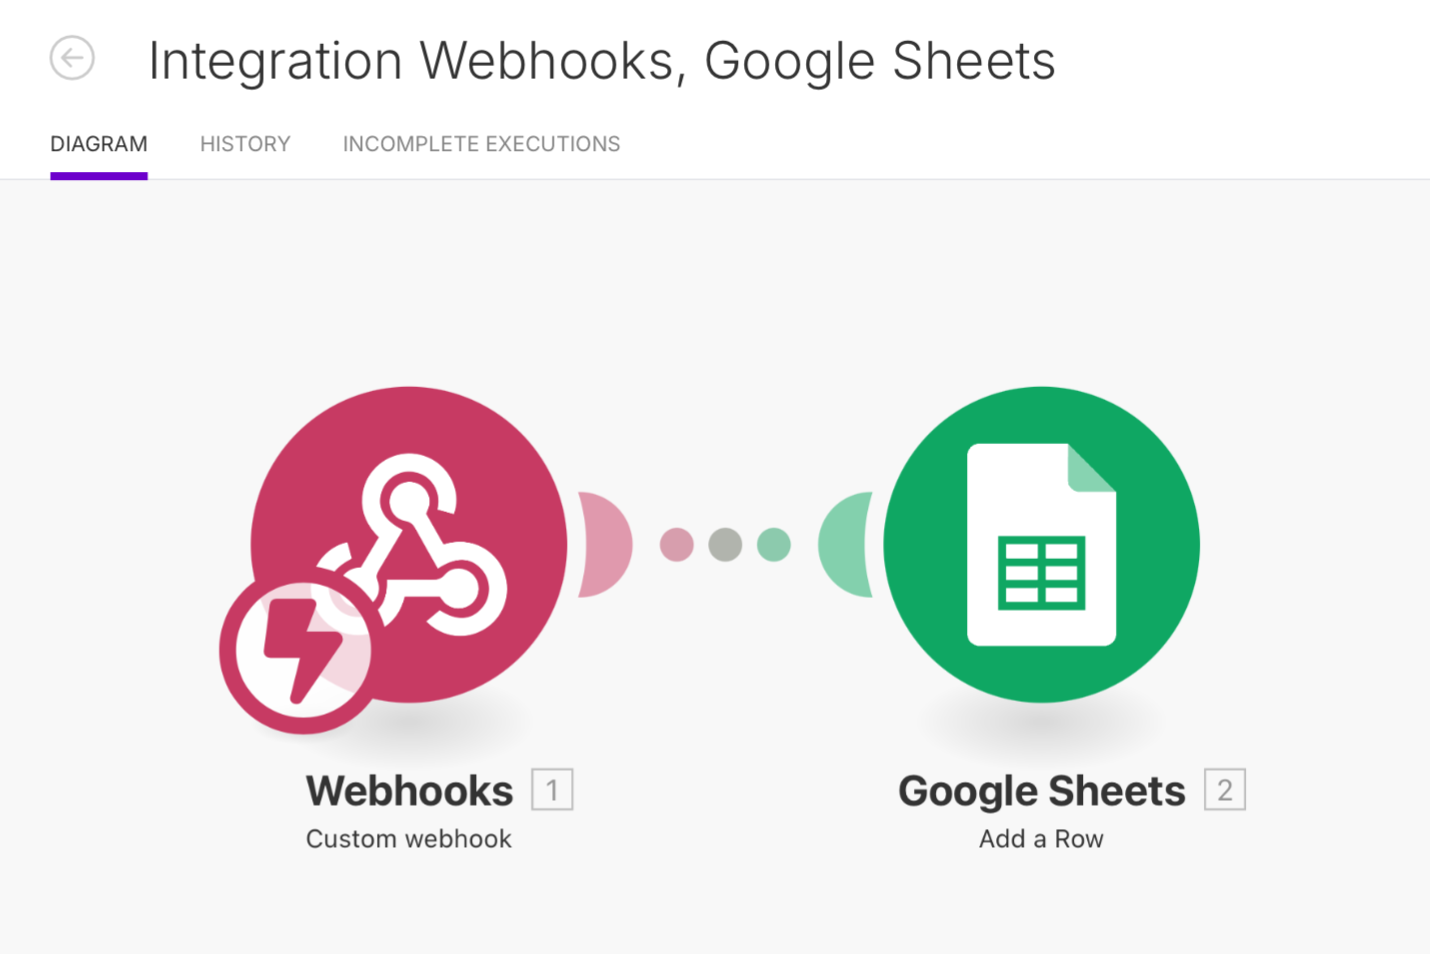 Integration Webhooks, Google Sheets
DIAGRAM HISTORY INCOMPLETE EXECUTIONS
Webhooks 1
Custom webhook
Google Sheets 2
Add a Row